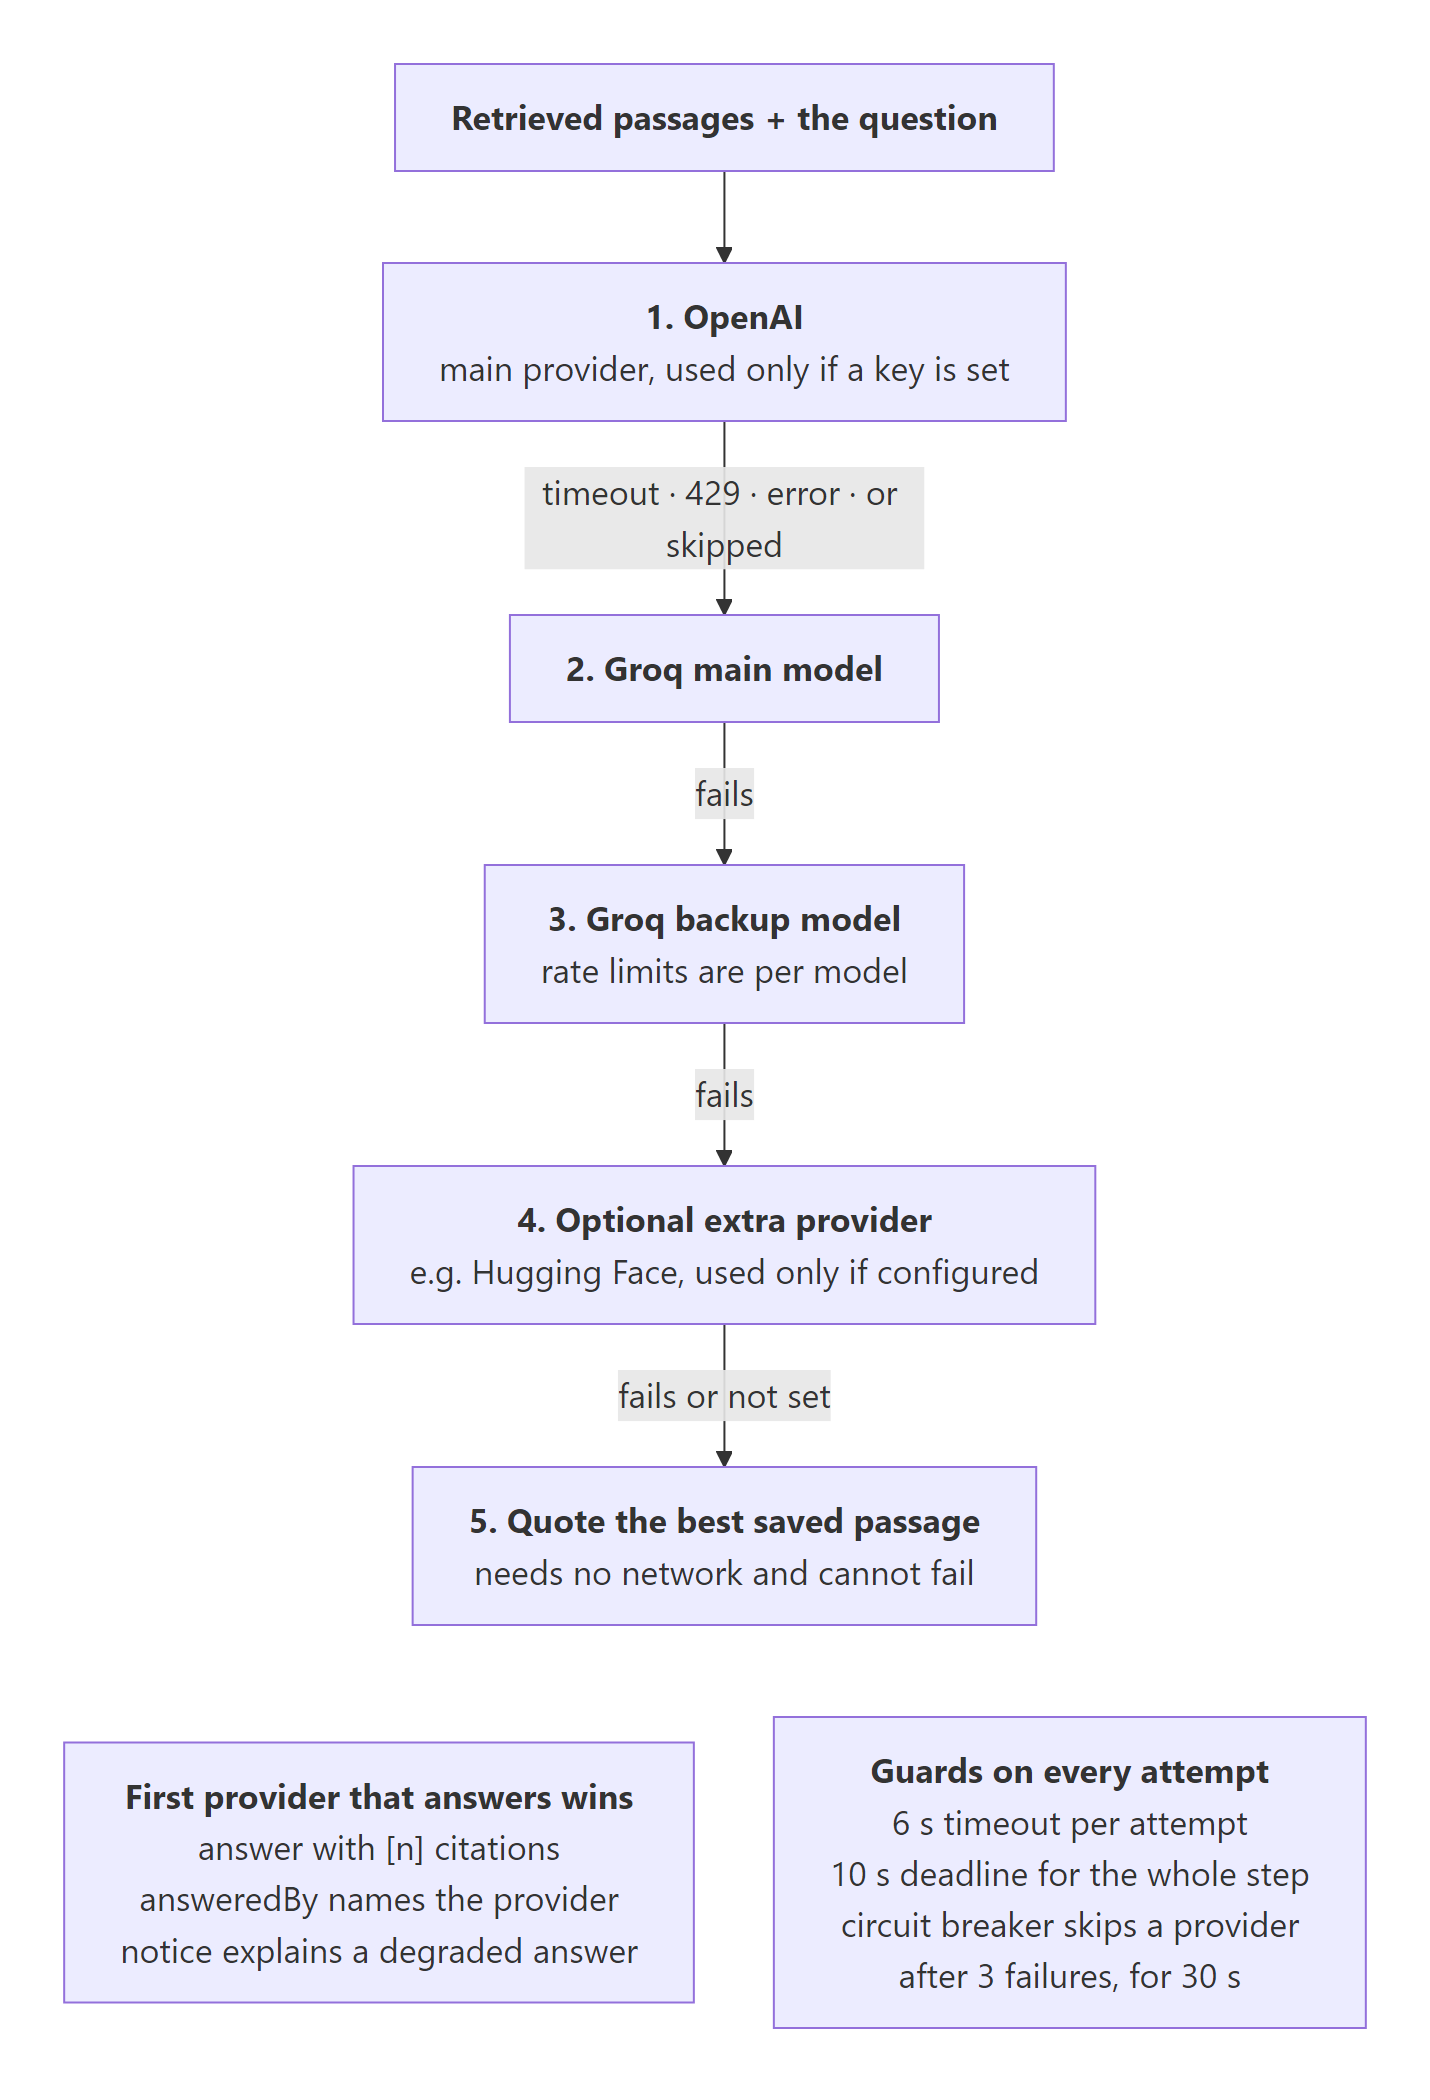 Retrieved passages + the question
1. OpenAI
main provider, used only if a key is set
timeout · 429 · error · or
skipped
2. Groq main model
fails
3. Groq backup model
rate limits are per model
fails
4. Optional extra provider
e.g. Hugging Face, used only if configured
fails or not set
5. Quote the best saved passage
needs no network and cannot fail
First provider that answers wins
answer with [n] citations
answeredBy names the provider
notice explains a degraded answer
Guards on every attempt
6 s timeout per attempt
10 s deadline for the whole step
circuit breaker skips a provider
after 3 failures, for 30 s